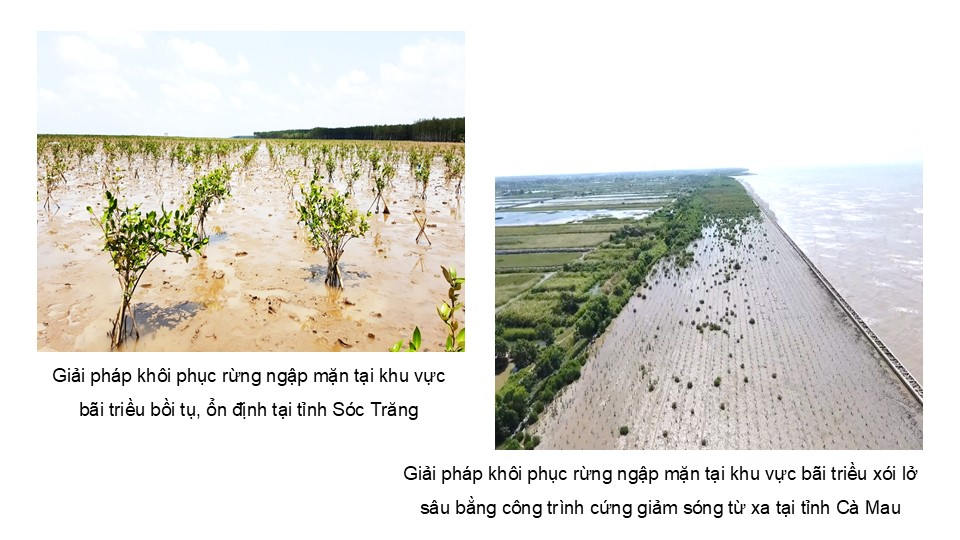 Giải pháp khôi phục rừng ngập mặn tại khu vực
bãi triều bồi tụ, ổn định tại tỉnh Sóc Trăng
Giải pháp khôi phục rừng ngập mặn tại khu vực bãi triều xói lở
sâu bằng công trình cứng giảm sóng từ xa tại tỉnh Cà Mau